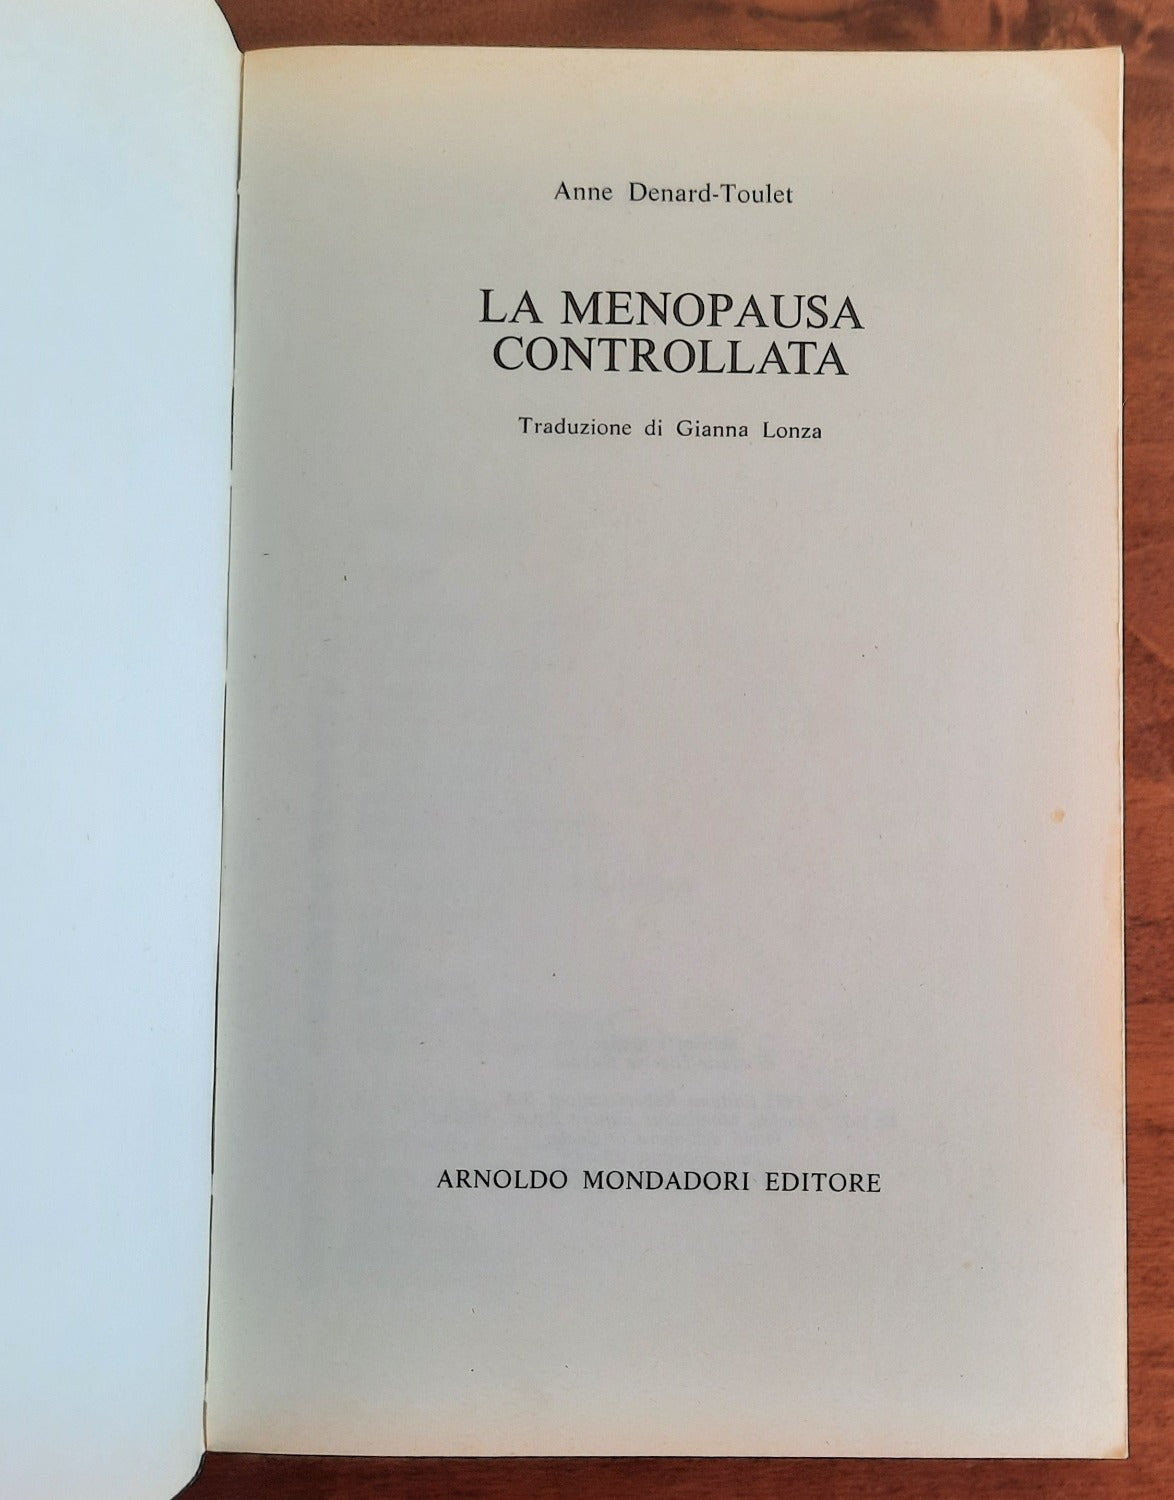 Anne Denard-Toulet
LA MENOPAUSA
CONTROLLATA
Traduzione di Gianna Lonza
ARNOLDO MONDADORI EDITORE